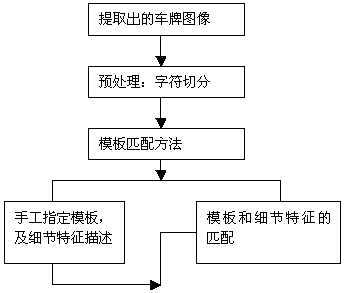 提取出的车牌图像
预处理：字符切分
模板匹配方法
手工指定模板，
及细节特征描述
模板和细节特征的
匹配